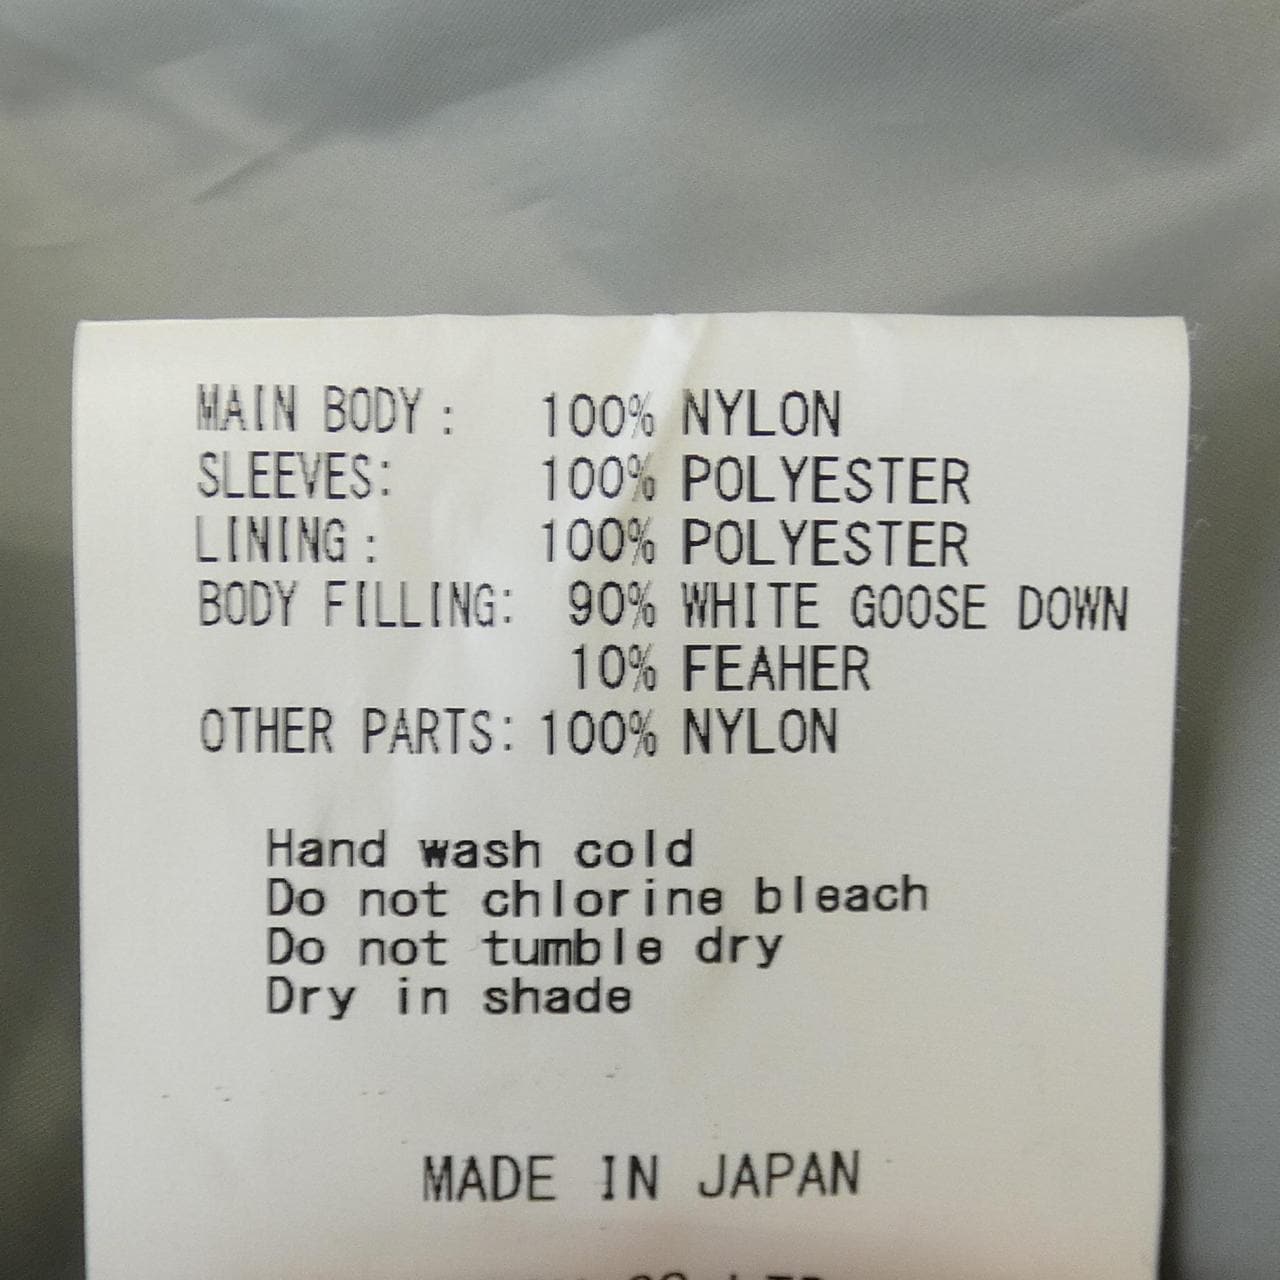 MAIN BODY: 100% NYLON
SLEEVES: 100% POLYESTER
LINING: 100% POLYESTER
BODY FILLING: 90% WHITE GOOSE DOWN
10% FEAHER
OTHER PARTS: 100% NYLON
Hand wash cold
Do not chlorine bleach
Do not tumble dry
Dry in shade
MADE IN JAPAN